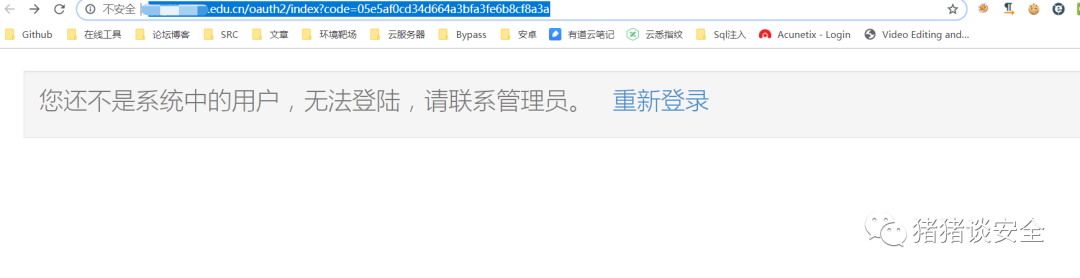 不安全 | .edu.cn/oauth2/index?code=05e5af0cd34d664a3bfa3fe6b8cf8a3a
Github 在线工具 论坛博客 SRC 文章 环境靶场 云服务器 Bypass 安卓 有道云笔记 云悉指纹 Sql注入 Acunetix - Login Video Editing and...
您还不是系统中的用户，无法登陆，请联系管理员。 重新登录
猪猪谈安全